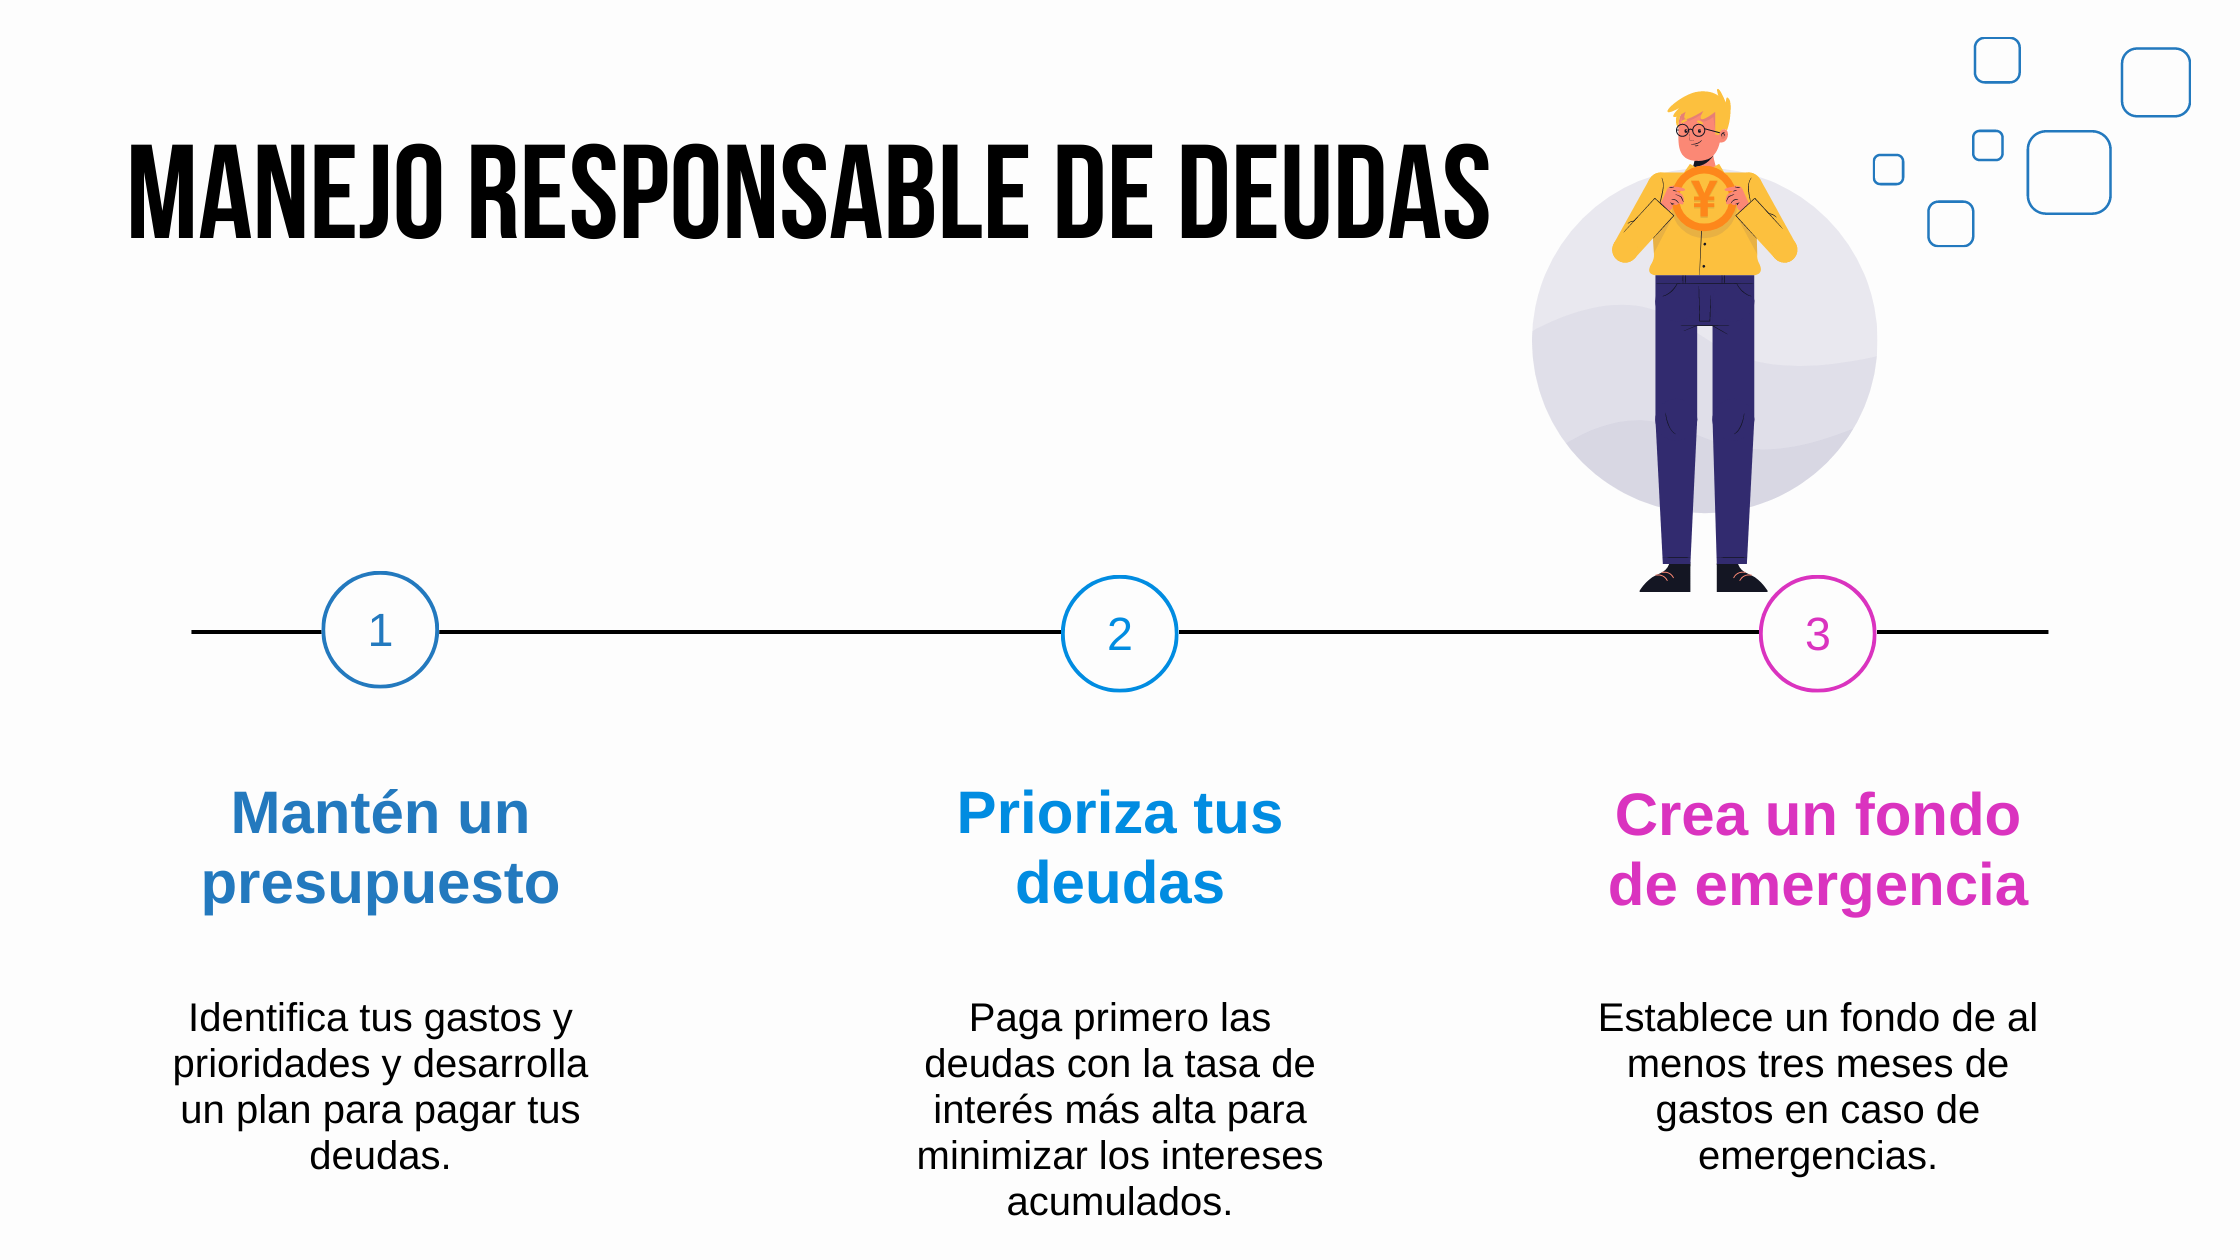 MANEJO RESPONSABLE DE DEUDAS
¥
1
2
3
Mantén un
presupuesto
Identifica tus gastos y
prioridades y desarrolla
un plan para pagar tus
deudas.
Prioriza tus
deudas
Paga primero las
deudas con la tasa de
interés más alta para
minimizar los intereses
acumulados.
Crea un fondo
de emergencia
Establece un fondo de al
menos tres meses de
gastos en caso de
emergencias.